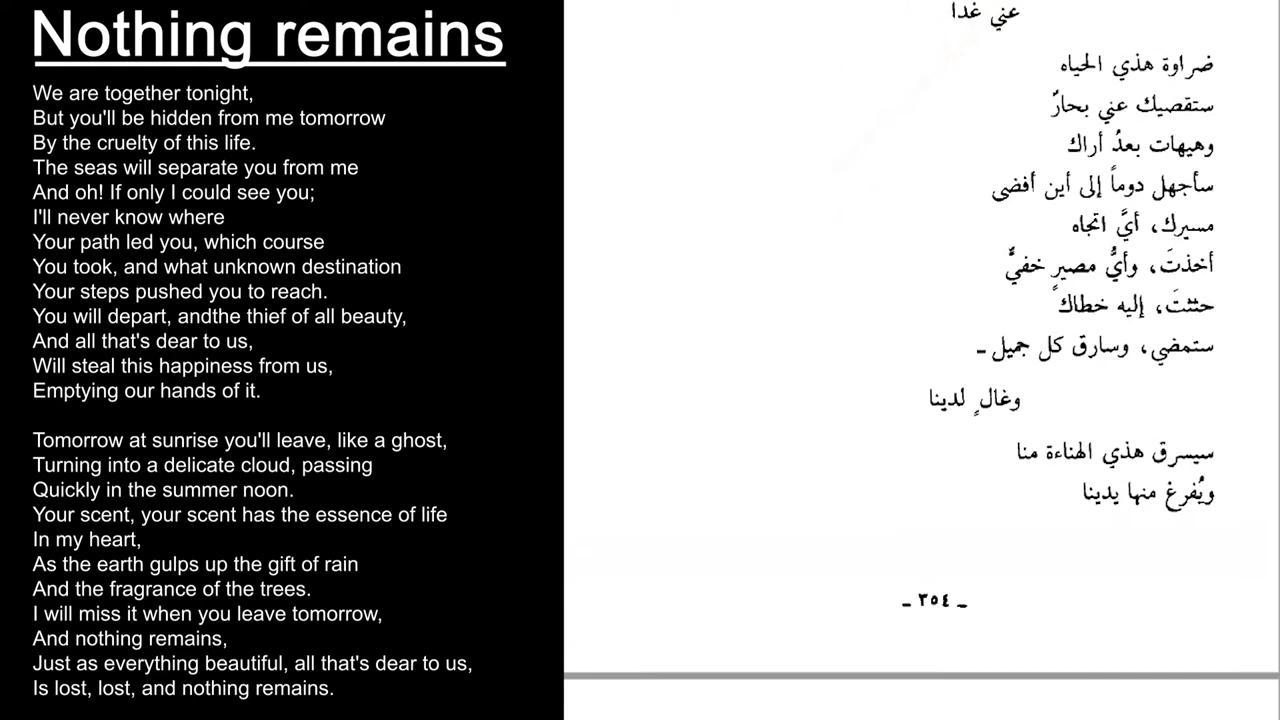 Nothing remains
We are together tonight,
But you'll be hidden from me tomorrow
By the cruelty of this life.
The seas will separate you from me
And oh! If only I could see you;
I'll never know where
Your path led you, which course
You took, and what unknown destination
Your steps pushed you to reach.
You will depart, andthe thief of all beauty,
And all that's dear to us,
Will steal this happiness from us,
Emptying our hands of it.
Tomorrow at sunrise you'll leave, like a ghost,
Turning into a delicate cloud, passing
Quickly in the summer noon.
Your scent, your scent has the essence of life
In my heart,
As the earth gulps up the gift of rain
And the fragrance of the trees.
I will miss it when you leave tomorrow,
And nothing remains,
Just as everything beautiful, all that's dear to us,
Is lost, lost, and nothing remains.
عني غدا
ضراوة هذي الحياه
ستقصيك عني بحارٌ
وهيهات بعدُ أراك
سأجهل دوماً إلى أين أفضى
مسيرك، أيَّ اتجاه
أخذتَ، وأيُّ مصيرٍ خفيٍّ
حثثتَ، إليه خطاك
ستمضي، وسارق كل جميل ـ
وغالٍ لدينا
سيسرق هذي الهناءة منا
ويُفرغ منها يدينا
ـ ٣٥٤ ـ